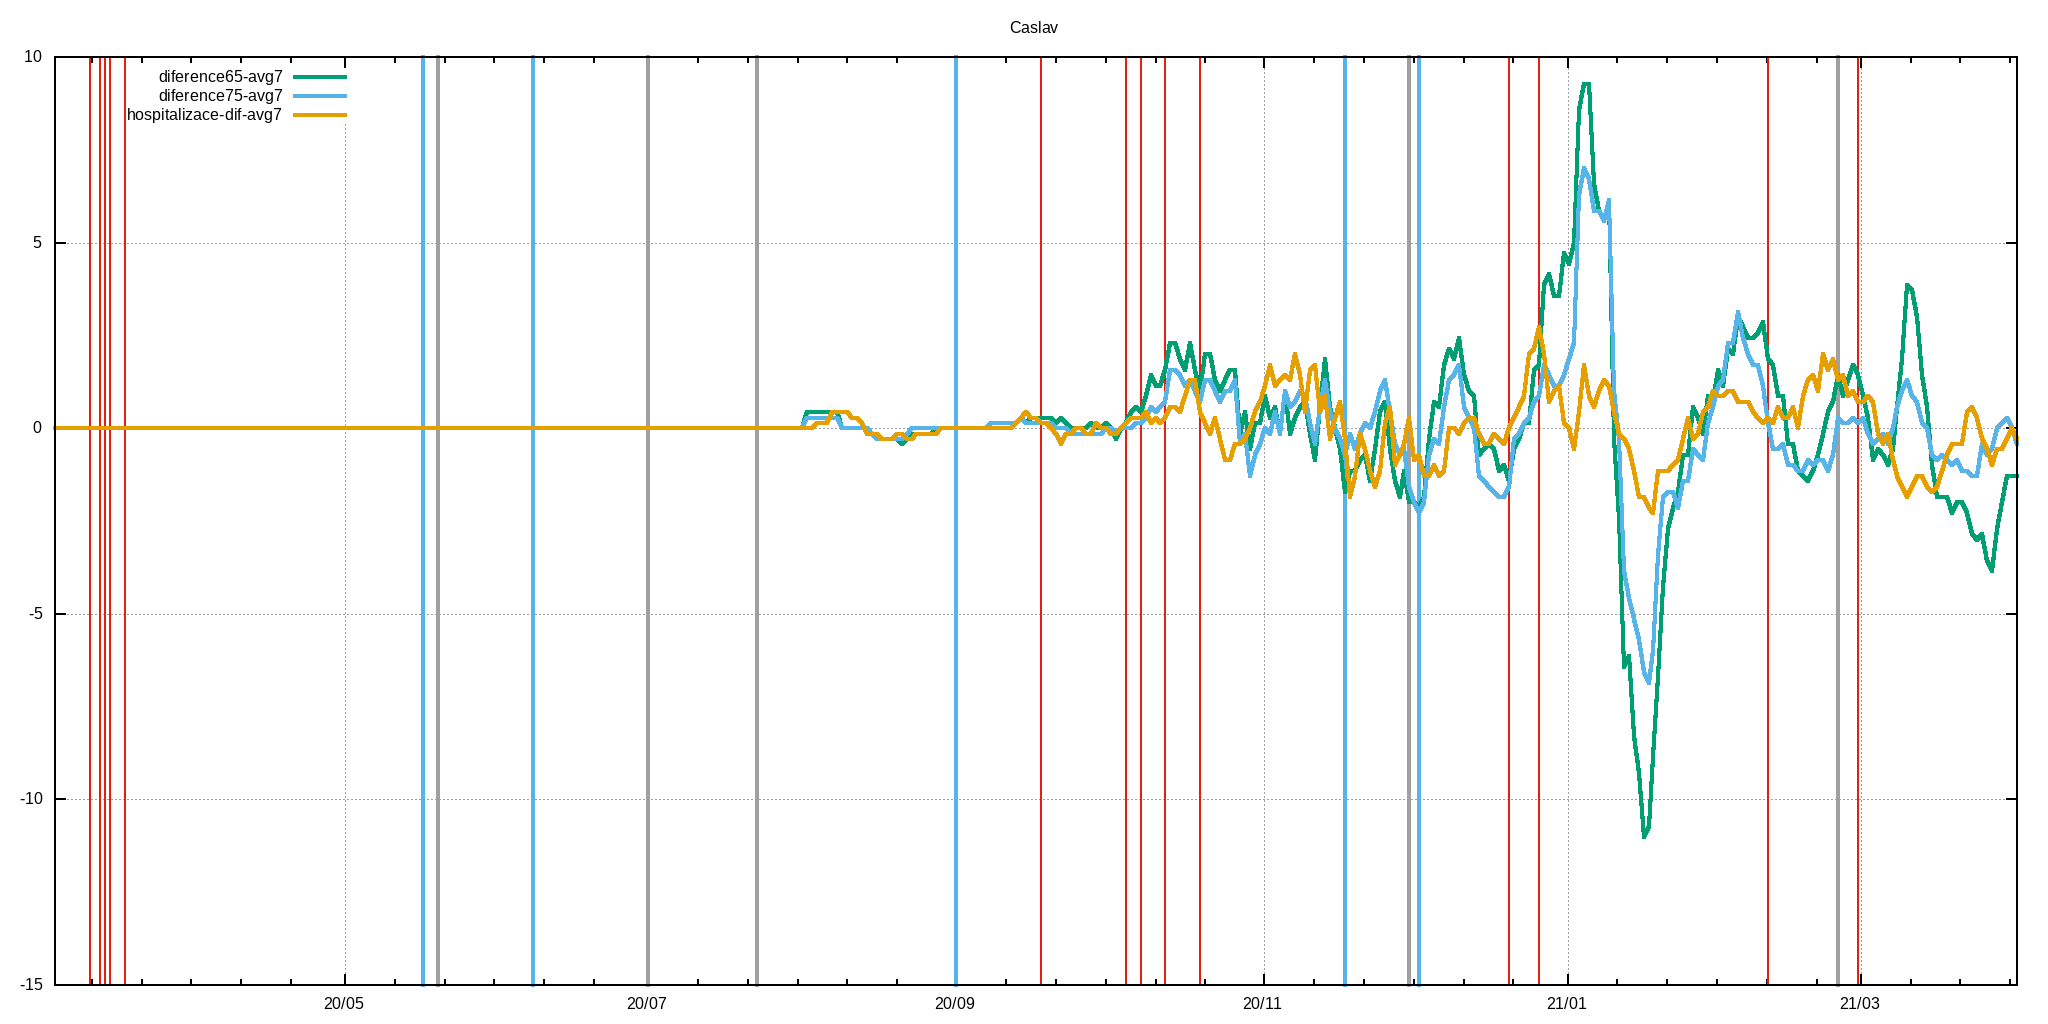 Caslav
10
diference65-avg7
diference75-avg7
hospitalizace-dif-avg7
5
0
-5
-10
-15
20/05 20/07 20/09 20/11 21/01 21/03